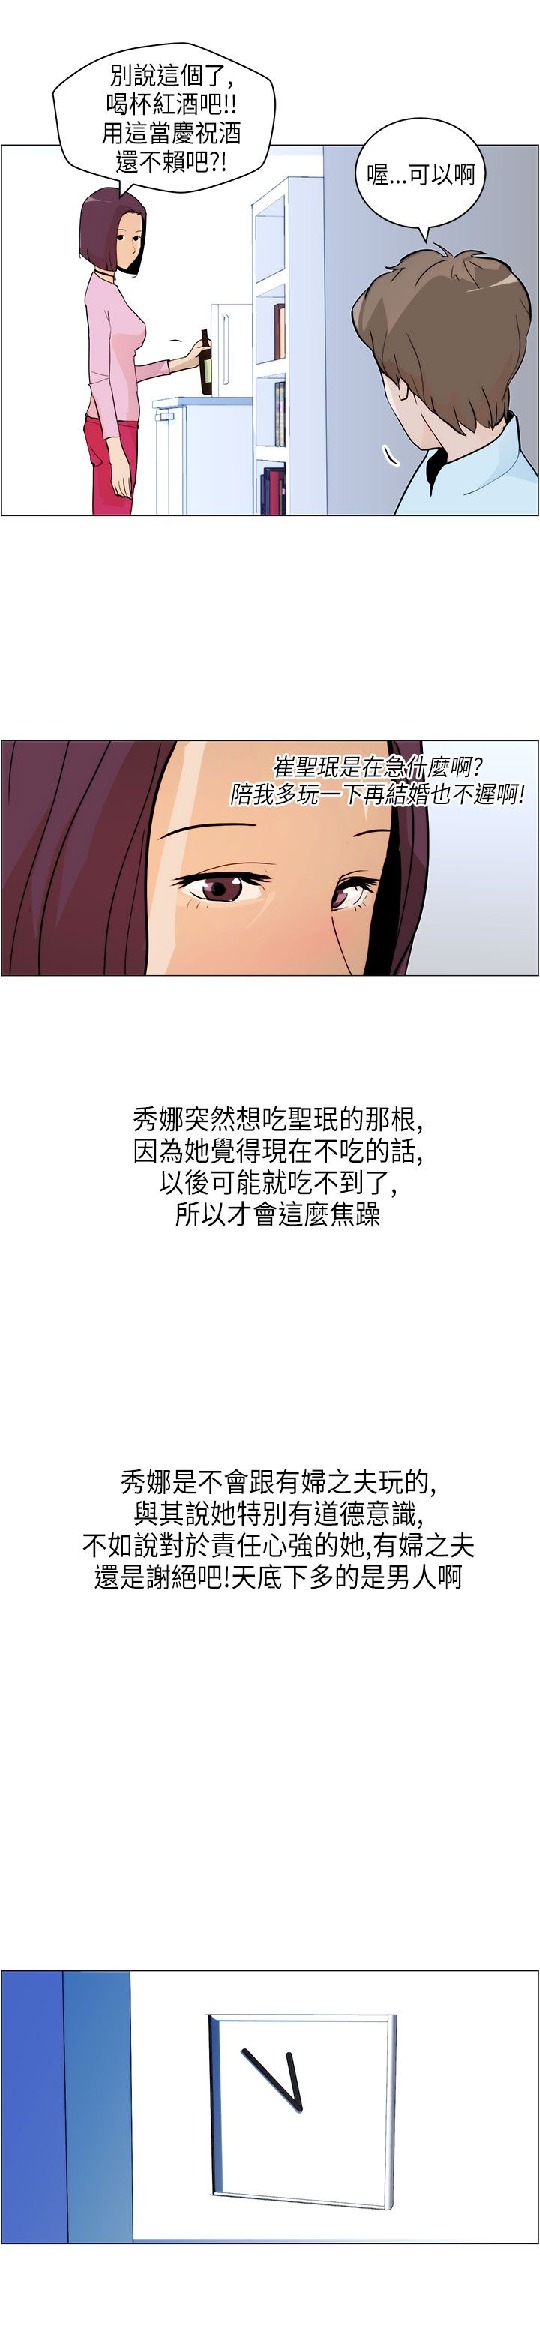 別說這個了,
喝杯紅酒吧!!
用這當慶祝酒
還不賴吧?!
喔...可以啊
崔聖珉是在急什麼啊?
陪我多玩一下再結婚也不遲啊!
秀娜突然想吃聖珉的那根,
因為她覺得現在不吃的話,
以後可能就吃不到了,
所以才會這麼焦躁
秀娜是不會跟有婦之夫玩的,
與其說她特別有道德意識,
不如說對於責任心強的她,有婦之夫
還是謝絕吧!天底下多的是男人啊